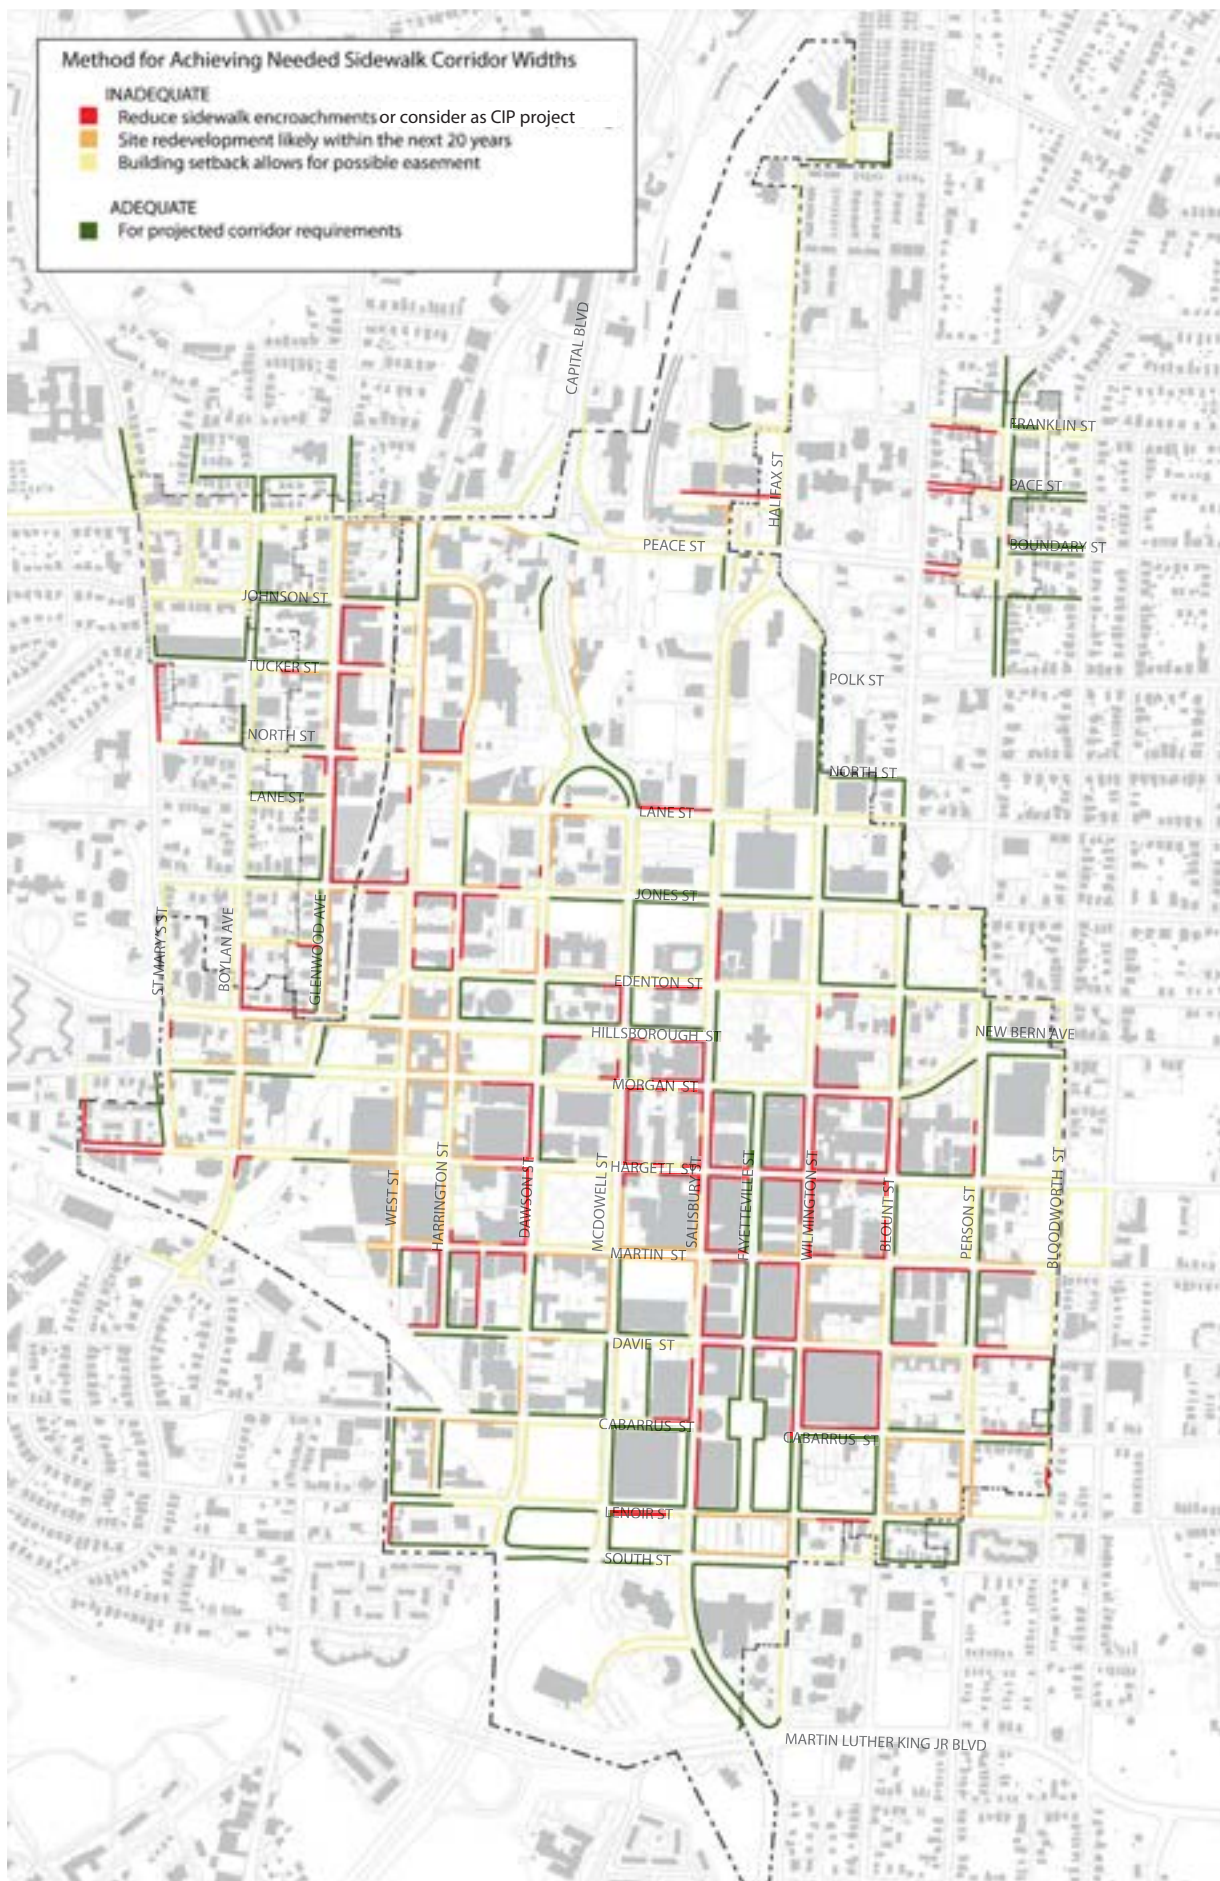 Method for Achieving Needed Sidewalk Corridor Widths
INADEQUATE
Reduce sidewalk encroachments or consider as CIP project
Site redevelopment likely within the next 20 years
Building setback allows for possible easement
ADEQUATE
For projected corridor requirements
CAPITAL BLVD
FRANKLIN ST
HALIFAX ST
PACE ST
PEACE ST
BOUNDARY ST
JOHNSON ST
TUCKER ST
POLK ST
NORTH ST
NORTH ST
LANE ST
LANE ST
JONES ST
ST MARY'S ST
BOYLAN AVE
GLENWOOD AVE
EDENTON ST
HILLSBOROUGH ST
NEW BERN AVE
MORGAN ST
HARGETT ST
WEST ST
HARRINGTON ST
DAWSON ST
MCDOWELL ST
SALISBURY ST
FAYETTEVILLE ST
WILMINGTON ST
BLOUNT ST
PERSON ST
BLOODWORTH ST
MARTIN ST
DAVIE ST
CABARRUS ST
CABARRUS ST
LENOIR ST
SOUTH ST
MARTIN LUTHER KING JR BLVD